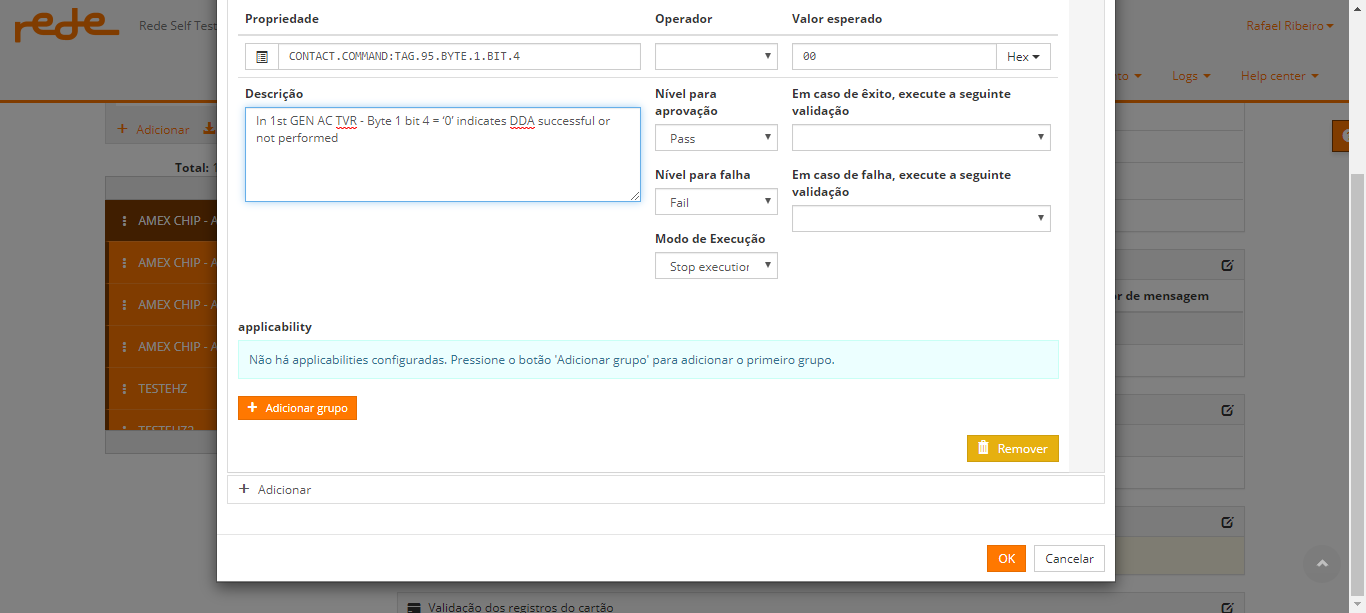 rede
Rede Self Test
Rafael Ribeiro
Logs
Help center
Propriedade
Operador
Valor esperado
CONTACT.COMMAND:TAG.95.BYTE.1.BIT.4
00
Hex
Descrição
In 1st GEN AC TVR - Byte 1 bit 4 = ‘0’ indicates DDA successful or
not performed
Nível para
aprovação
Pass
Em caso de êxito, execute a seguinte
validação
Nível para falha
Fail
Em caso de falha, execute a seguinte
validação
Modo de Execução
Stop execution
applicability
Não há applicabilities configuradas. Pressione o botão 'Adicionar grupo' para adicionar o primeiro grupo.
+ Adicionar grupo
Remover
+ Adicionar
OK
Cancelar
+ Adicionar
Total: 1
AMEX CHIP - A
AMEX CHIP - A
AMEX CHIP - A
AMEX CHIP - A
TESTEHZ
TESTEHZ2
or de mensagem
Validação dos registros do cartão